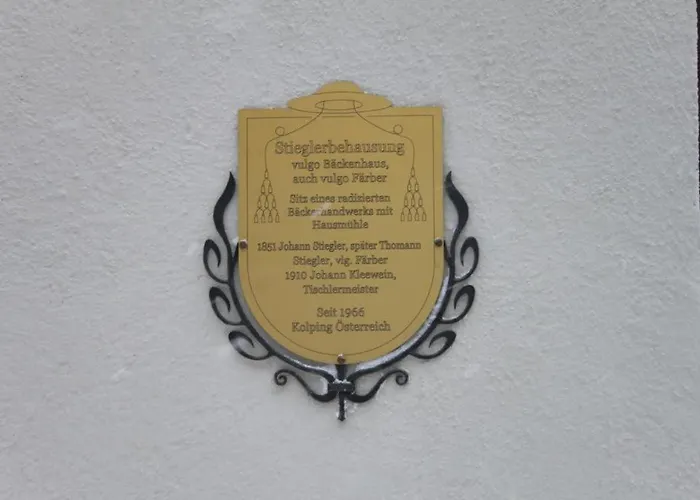 Stieglerbehausung
vulgo Bäckenhaus,
auch vulgo Färber
Sitz eines radizierten
Bäckerhandwerks mit
Hausmühle
1851 Johann Stiegler, später Thomann
Stiegler, vlg. Färber
1910 Johann Kleewein,
Tischlermeister
Seit 1966
Kolping Österreich